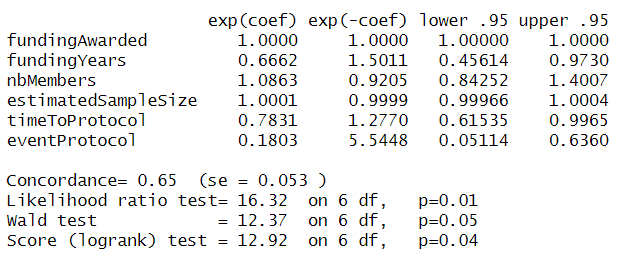 exp(coef) exp(-coef) lower .95 upper .95
fundingAwarded 1.0000 1.0000 1.00000 1.0000
fundingYears 0.6662 1.5011 0.45614 0.9730
nbMembers 1.0863 0.9205 0.84252 1.4007
estimatedSampleSize 1.0001 0.9999 0.99966 1.0004
timeToProtocol 0.7831 1.2770 0.61535 0.9965
eventProtocol 0.1803 5.5448 0.05114 0.6360
Concordance= 0.65 (se = 0.053 )
Likelihood ratio test= 16.32 on 6 df, p=0.01
Wald test = 12.37 on 6 df, p=0.05
Score (logrank) test = 12.92 on 6 df, p=0.04